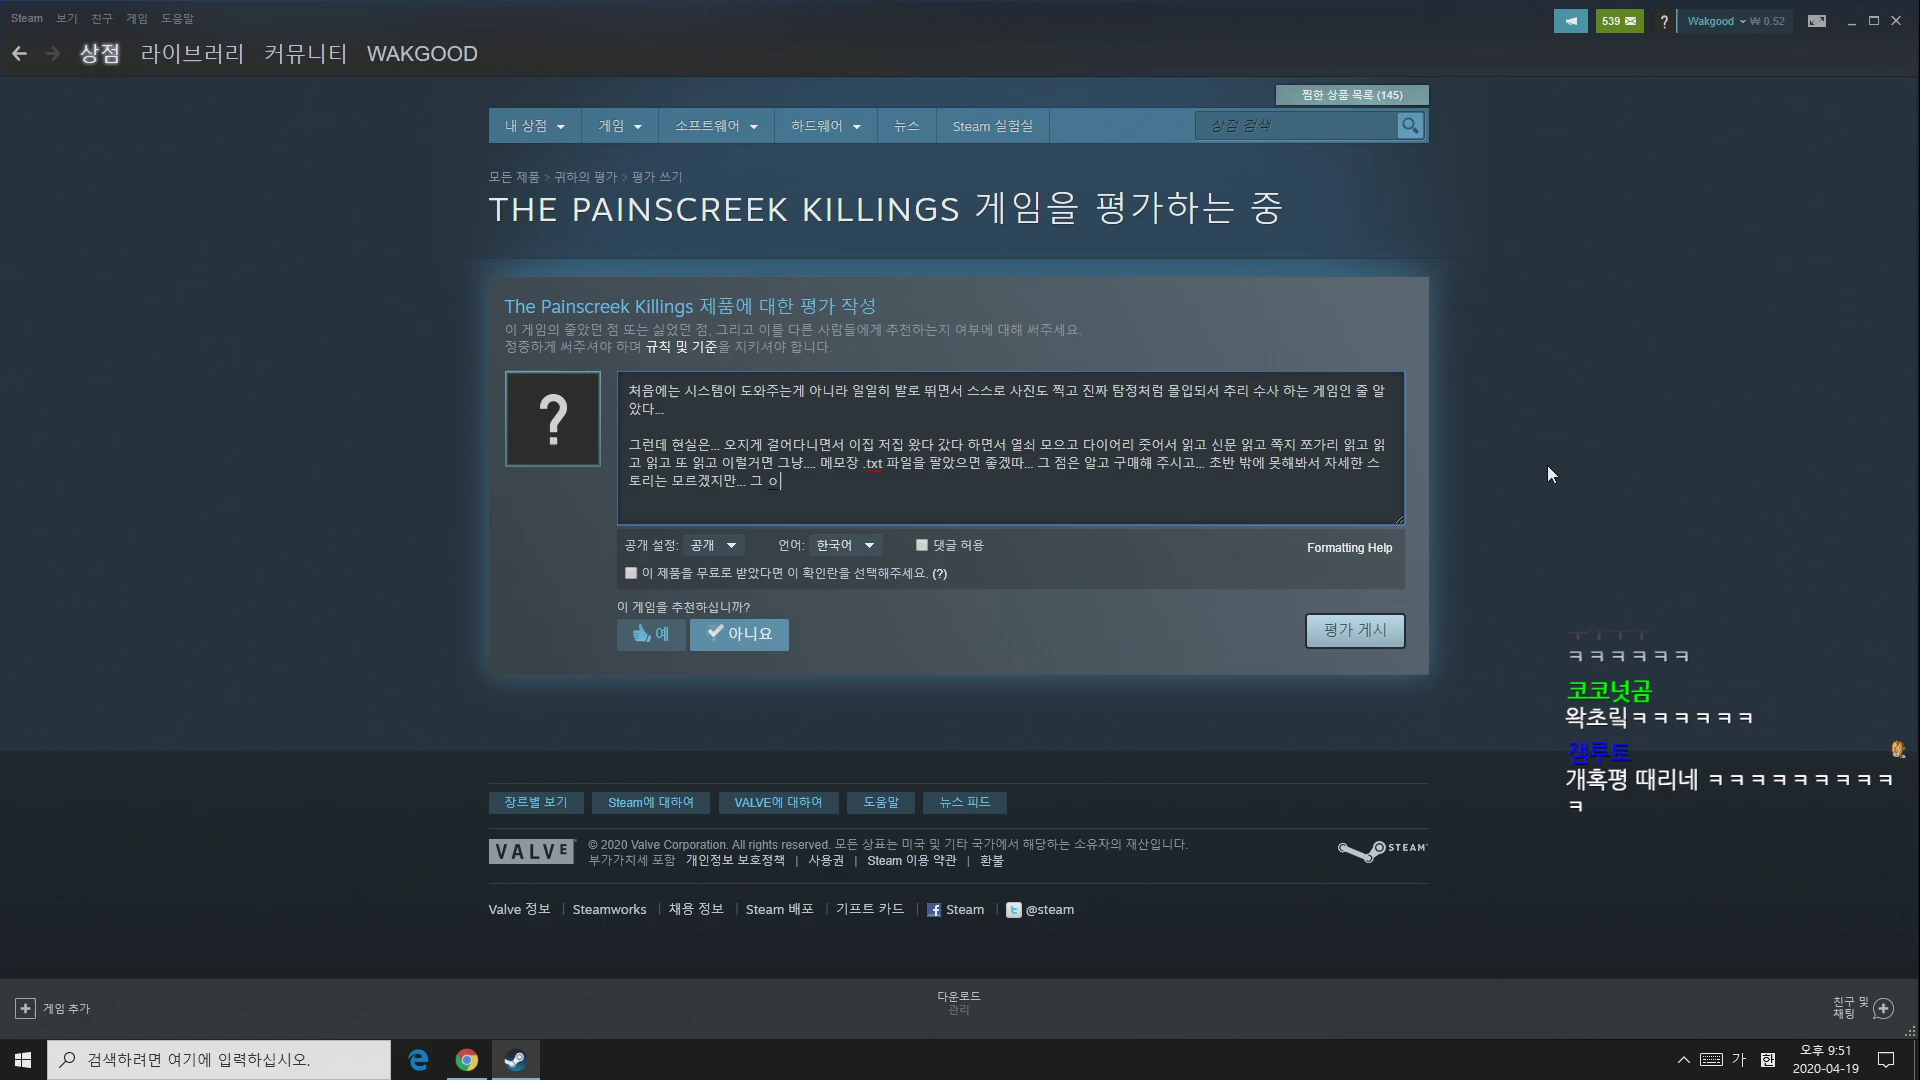 Steam 보기 친구 게임 도움말
539 ? Wakgood ₩ 0.52
상점 라이브러리 커뮤니티 WAKGOOD
찜한 상품 목록 (145)
내 상점 게임 소프트웨어 하드웨어 뉴스 Steam 실험실 상점 검색
모든 제품 > 귀하의 평가 > 평가 쓰기
THE PAINSCREEK KILLINGS 게임을 평가하는 중
The Painscreek Killings 제품에 대한 평가 작성
이 게임의 좋았던 점 또는 싫었던 점, 그리고 이를 다른 사람들에게 추천하는지 여부에 대해 써주세요.
정중하게 써주셔야 하며 규칙 및 기준을 지키셔야 합니다.
?
처음에는 시스템이 도와주는게 아니라 일일히 발로 뛰면서 스스로 사진도 찍고 진짜 탐정처럼 몰입되서 추리 수사 하는 게임인 줄 알
았다...
그런데 현실은... 오지게 걸어다니면서 이집 저집 왔다 갔다 하면서 열쇠 모으고 다이어리 줏어서 읽고 신문 읽고 쪽지 쪼가리 읽고 읽
고 읽고 또 읽고 이럴거면 그냥.... 메모장 .txt 파일을 팔았으면 좋겠따... 그 점은 알고 구매해 주시고... 초반 밖에 못해봐서 자세한 스
토리는 모르겠지만... 그 ㅇ
공개 설정: 공개 언어: 한국어 댓글 허용 Formatting Help
이 제품을 무료로 받았다면 이 확인란을 선택해주세요. (?)
이 게임을 추천하십니까?
예 아니요 평가 게시
ㅋㅋㅋㅋㅋㅋ
코코넛곰
왁초맄ㅋㅋㅋㅋㅋㅋ
잼루토
개혹평 때리네 ㅋㅋㅋㅋㅋㅋㅋㅋㅋ
ㅋ
장르별 보기 Steam에 대하여 VALVE에 대하여 도움말 뉴스 피드
VALVE © 2020 Valve Corporation. All rights reserved. 모든 상표는 미국 및 기타 국가에서 해당하는 소유자의 재산입니다. STEAM
부가가치세 포함 개인정보 보호정책 | 사용권 | Steam 이용 약관 | 환불
Valve 정보 | Steamworks | 채용 정보 | Steam 배포 | 기프트 카드 | Steam | @steam
게임 추가
다운로드
관리
친구 및
채팅
검색하려면 여기에 입력하십시오.
가 한 오후 9:51
2020-04-19